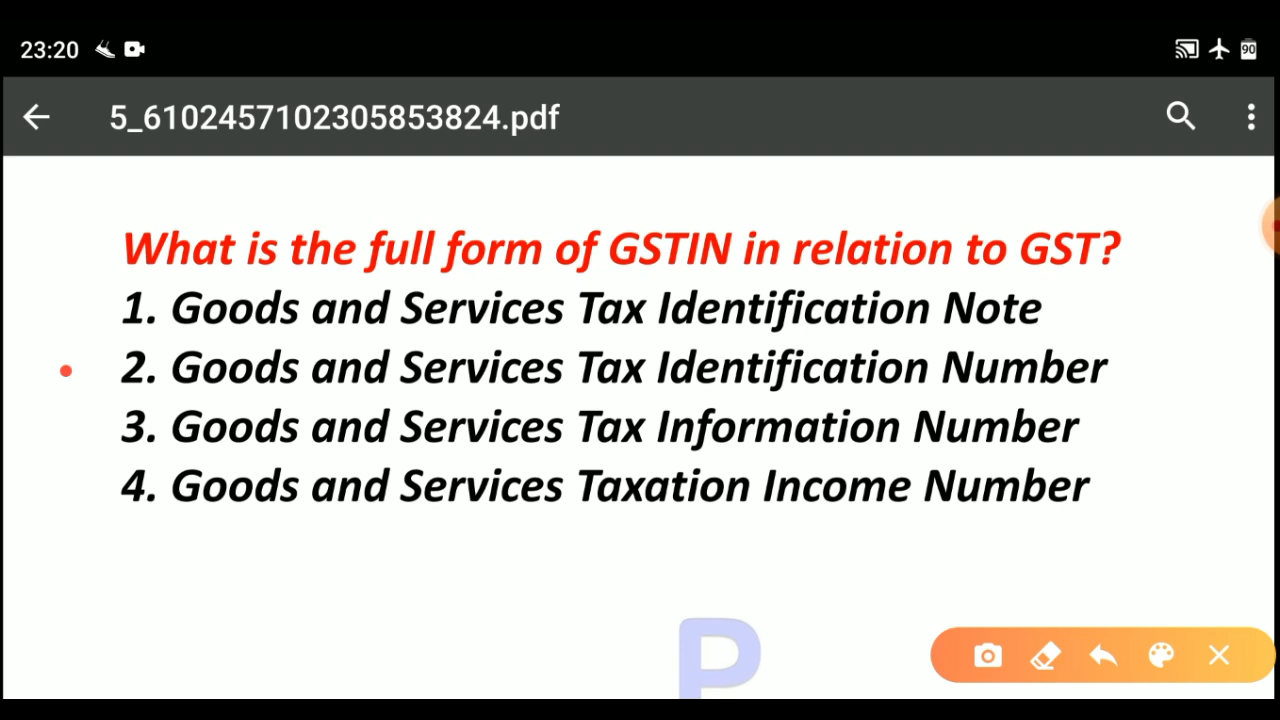 23:20
90
5_6102457102305853824.pdf
What is the full form of GSTIN in relation to GST?
1. Goods and Services Tax Identification Note
2. Goods and Services Tax Identification Number
3. Goods and Services Tax Information Number
4. Goods and Services Taxation Income Number
P